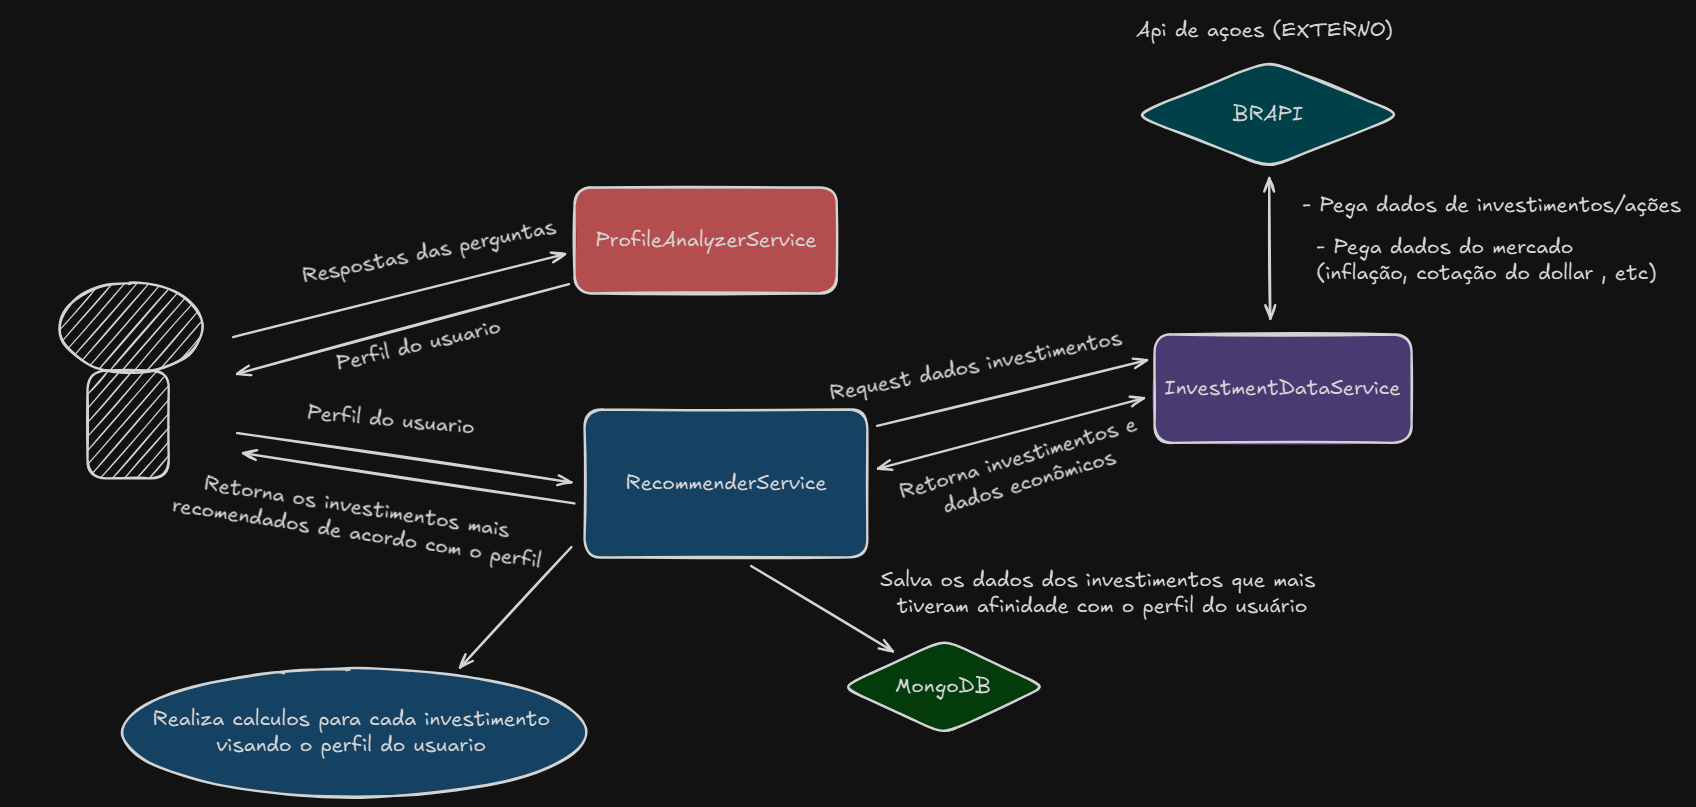 Api de açoes (EXTERNO)
BRAPI
- Pega dados de investimentos/ações
- Pega dados do mercado
(inflação, cotação do dollar , etc)
Respostas das perguntas
ProfileAnalyzerService
Perfil do usuario
Request dados investimentos
InvestmentDataService
Perfil do usuario
RecommenderService
Retorna investimentos e
dados econômicos
Retorna os investimentos mais
recomendados de acordo com o perfil
Salva os dados dos investimentos que mais
tiveram afinidade com o perfil do usuário
MongoDB
Realiza calculos para cada investimento
visando o perfil do usuario